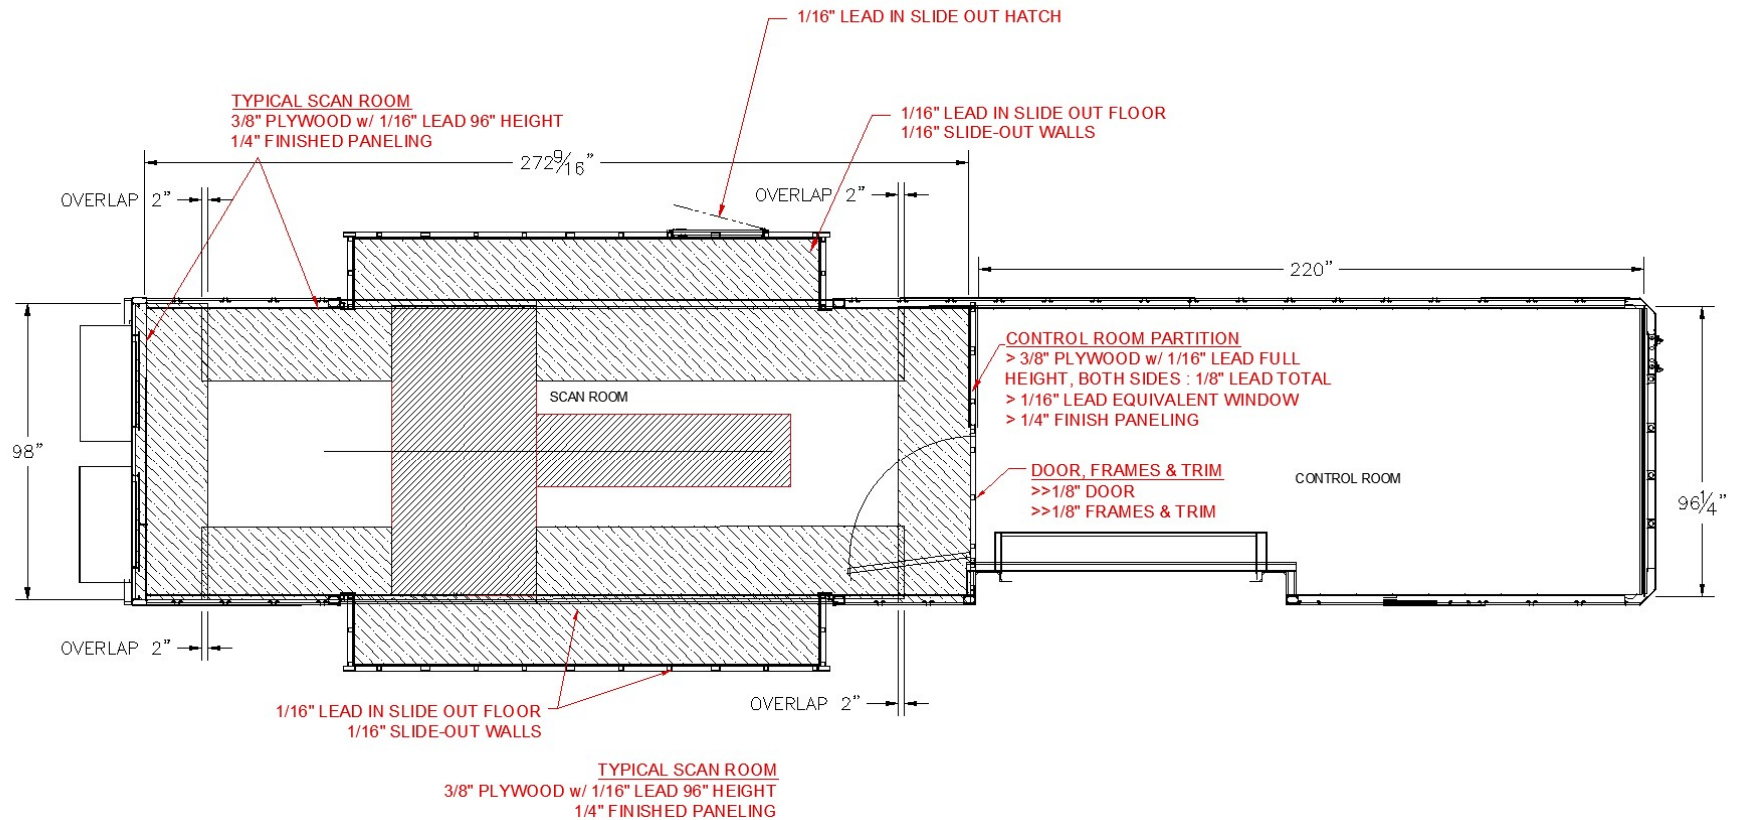 1/16" LEAD IN SLIDE OUT HATCH
TYPICAL SCAN ROOM
3/8" PLYWOOD w/ 1/16" LEAD 96" HEIGHT
1/4" FINISHED PANELING
1/16" LEAD IN SLIDE OUT FLOOR
1/16" SLIDE-OUT WALLS
272 9/16"
OVERLAP 2"
OVERLAP 2"
220"
CONTROL ROOM PARTITION
> 3/8" PLYWOOD w/ 1/16" LEAD FULL
HEIGHT, BOTH SIDES : 1/8" LEAD TOTAL
> 1/16" LEAD EQUIVALENT WINDOW
> 1/4" FINISH PANELING
SCAN ROOM
98"
DOOR, FRAMES & TRIM
>>1/8" DOOR
>>1/8" FRAMES & TRIM
CONTROL ROOM
96 1/4"
OVERLAP 2"
OVERLAP 2"
1/16" LEAD IN SLIDE OUT FLOOR
1/16" SLIDE-OUT WALLS
TYPICAL SCAN ROOM
3/8" PLYWOOD w/ 1/16" LEAD 96" HEIGHT
1/4" FINISHED PANELING